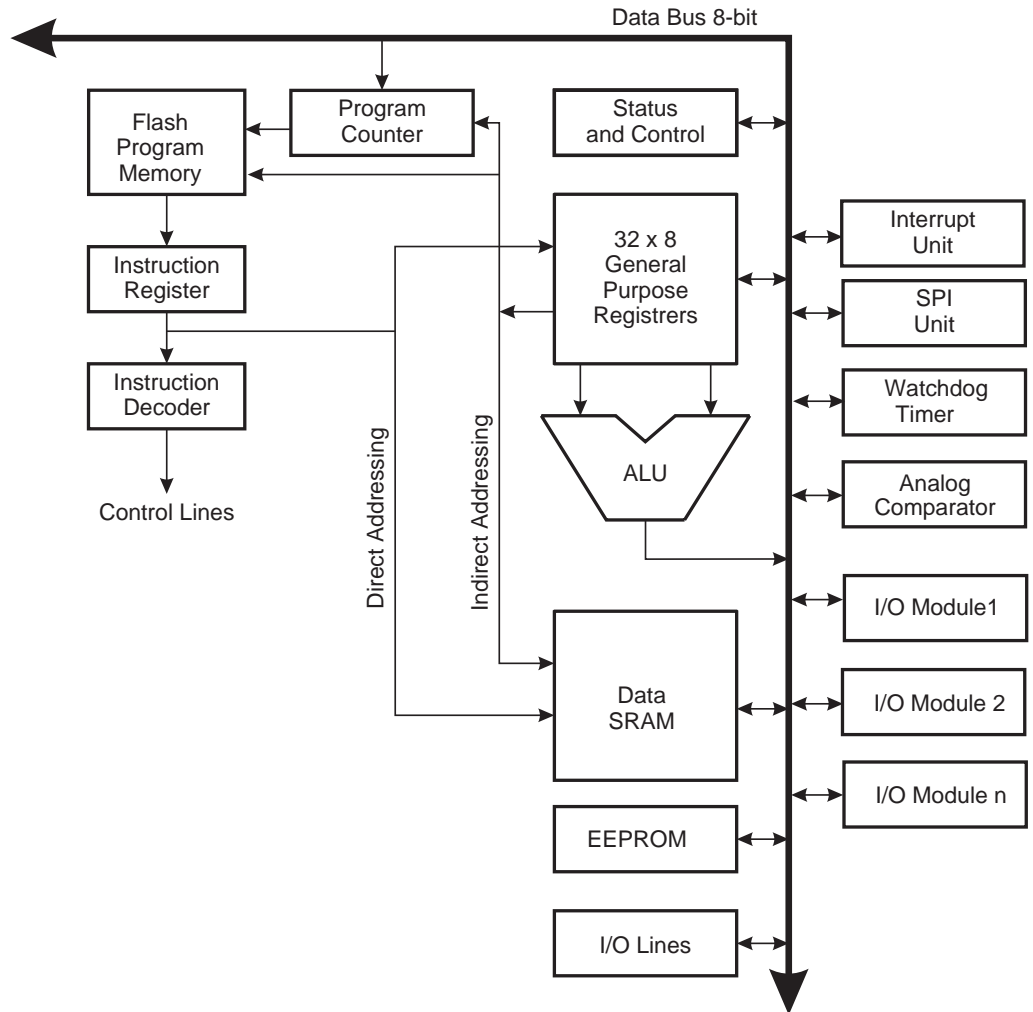 Data Bus 8-bit
Flash
Program
Memory
Program
Counter
Status
and Control
32 x 8
General
Purpose
Registrers
Interrupt
Unit
Instruction
Register
SPI
Unit
Instruction
Decoder
Watchdog
Timer
Control Lines
Direct Addressing
Indirect Addressing
ALU
Analog
Comparator
I/O Module1
Data
SRAM
I/O Module 2
I/O Module n
EEPROM
I/O Lines